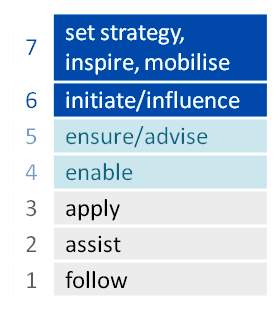 7 set strategy,
inspire, mobilise
6 initiate/influence
5 ensure/advise
4 enable
3 apply
2 assist
1 follow